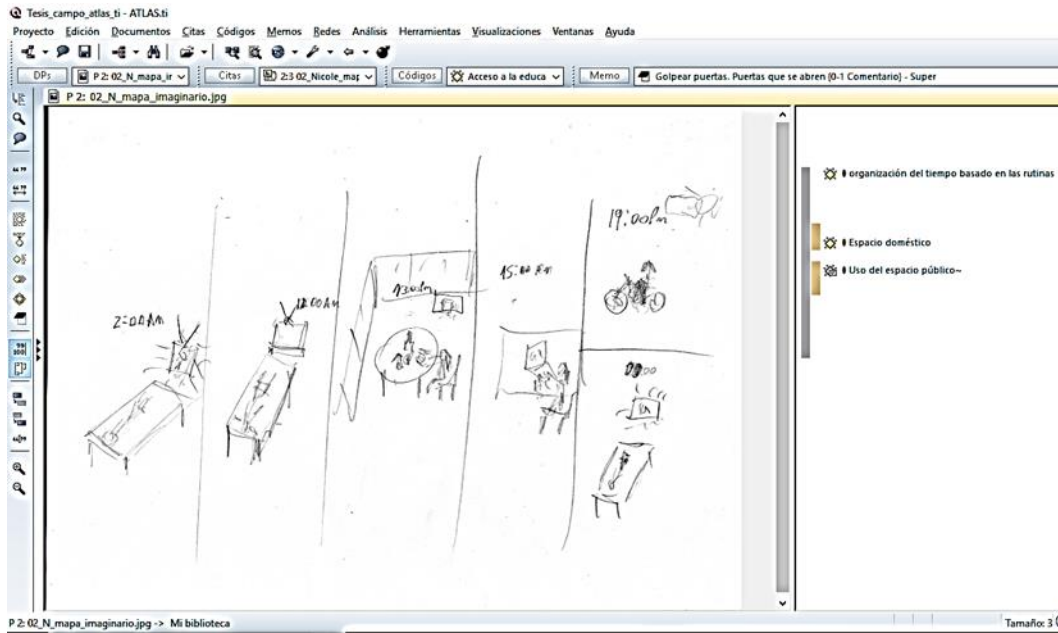 Tesis_campo_atlas_ti - ATLAS.ti
Proyecto Edición Documentos Citas Códigos Memos Redes Análisis Herramientas Visualizaciones Ventanas Ayuda
DPs P 2: 02_N_mapa_ir Citas 2:3 02_Nicole_map Códigos Acceso a la educa Memo Golpear puertas. Puertas que se abren {0-1 Comentario} - Super
P 2: 02_N_mapa_imaginario.jpg
organización del tiempo basado en las rutinas
19:00Pm
Espacio doméstico
15:00 Pm
Uso del espacio público~
12:00Am
2:00AM
P 2: 02_N_mapa_imaginario.jpg -> Mi biblioteca
Tamaño: 3